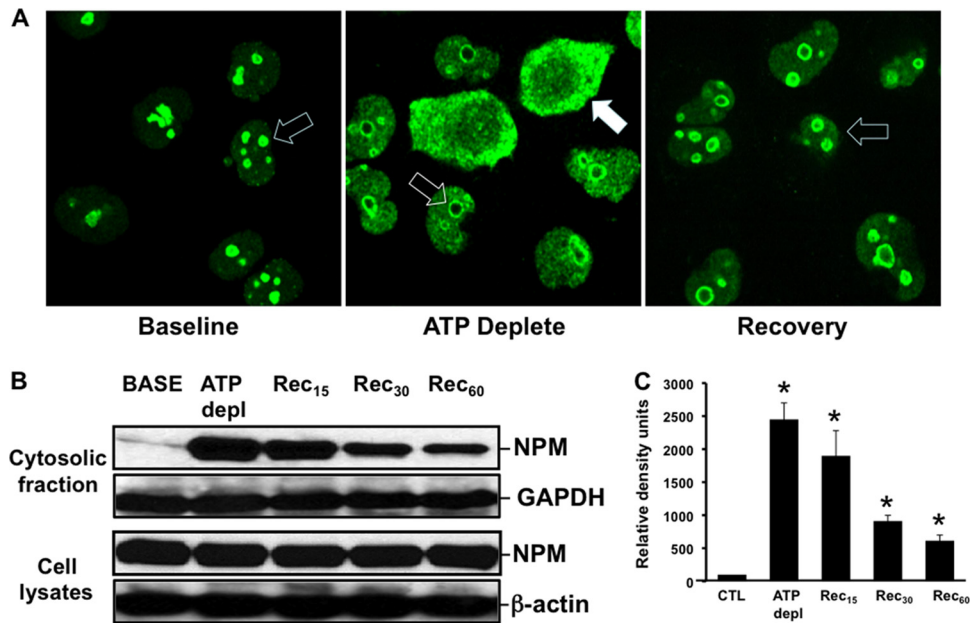 A
Baseline
ATP Deplete
Recovery
B
BASE ATP depl Rec15 Rec30 Rec60
Cytosolic fraction
NPM
GAPDH
Cell lysates
NPM
β-actin
C
Relative density units
3000
2500
2000
1500
1000
500
0
*
*
*
*
CTL ATP depl Rec15 Rec30 Rec60